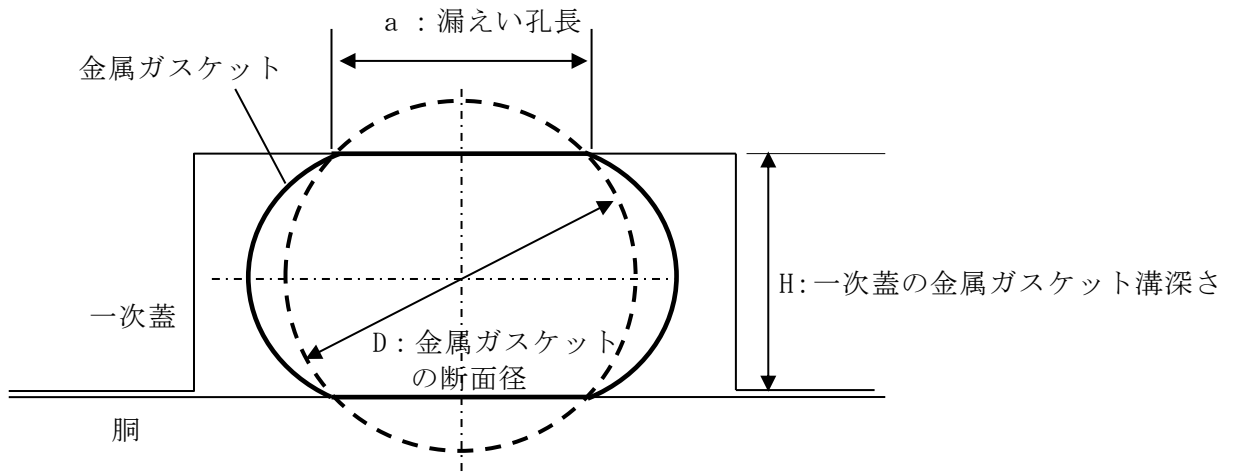 a：漏えい孔長
金属ガスケット
H:一次蓋の金属ガスケット溝深さ
一次蓋
D：金属ガスケット
の断面径
胴